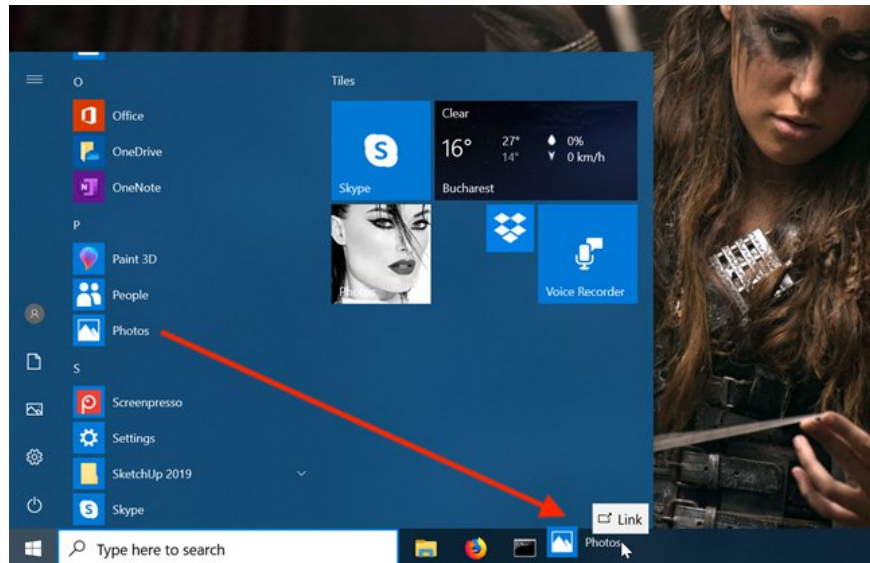 O
Office
OneDrive
OneNote
P
Paint 3D
People
Photos
S
Screenpresso
Settings
SketchUp 2019
Skype
Tiles
Skype
Clear
16° 27° 0%
14° 0 km/h
Bucharest
Photos
Voice Recorder
Link
Type here to search
Photos